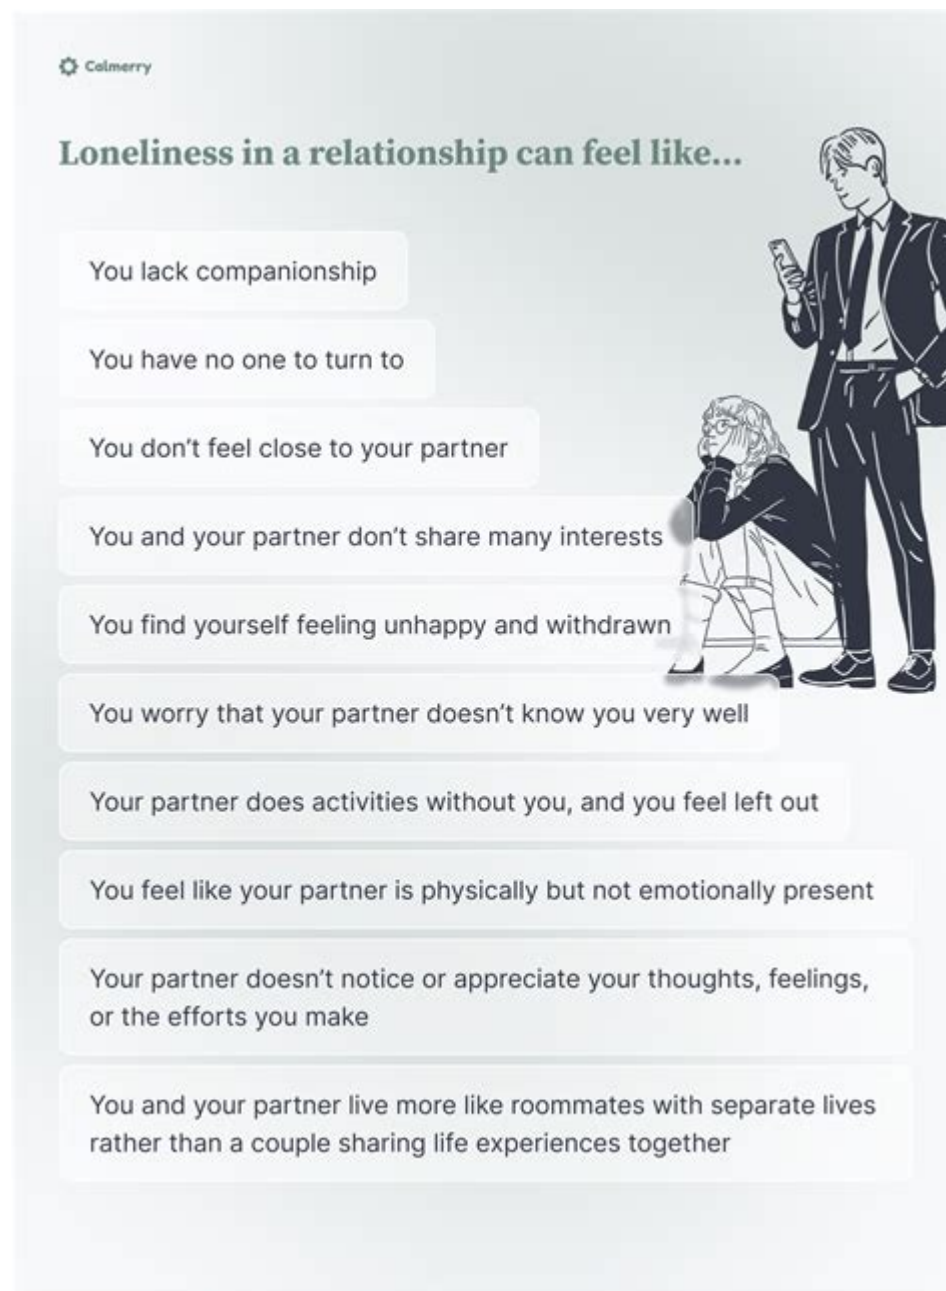 Calmerry
Loneliness in a relationship can feel like...
You lack companionship
You have no one to turn to
You don’t feel close to your partner
You and your partner don’t share many interests
You find yourself feeling unhappy and withdrawn
You worry that your partner doesn’t know you very well
Your partner does activities without you, and you feel left out
You feel like your partner is physically but not emotionally present
Your partner doesn’t notice or appreciate your thoughts, feelings,
or the efforts you make
You and your partner live more like roommates with separate lives
rather than a couple sharing life experiences together